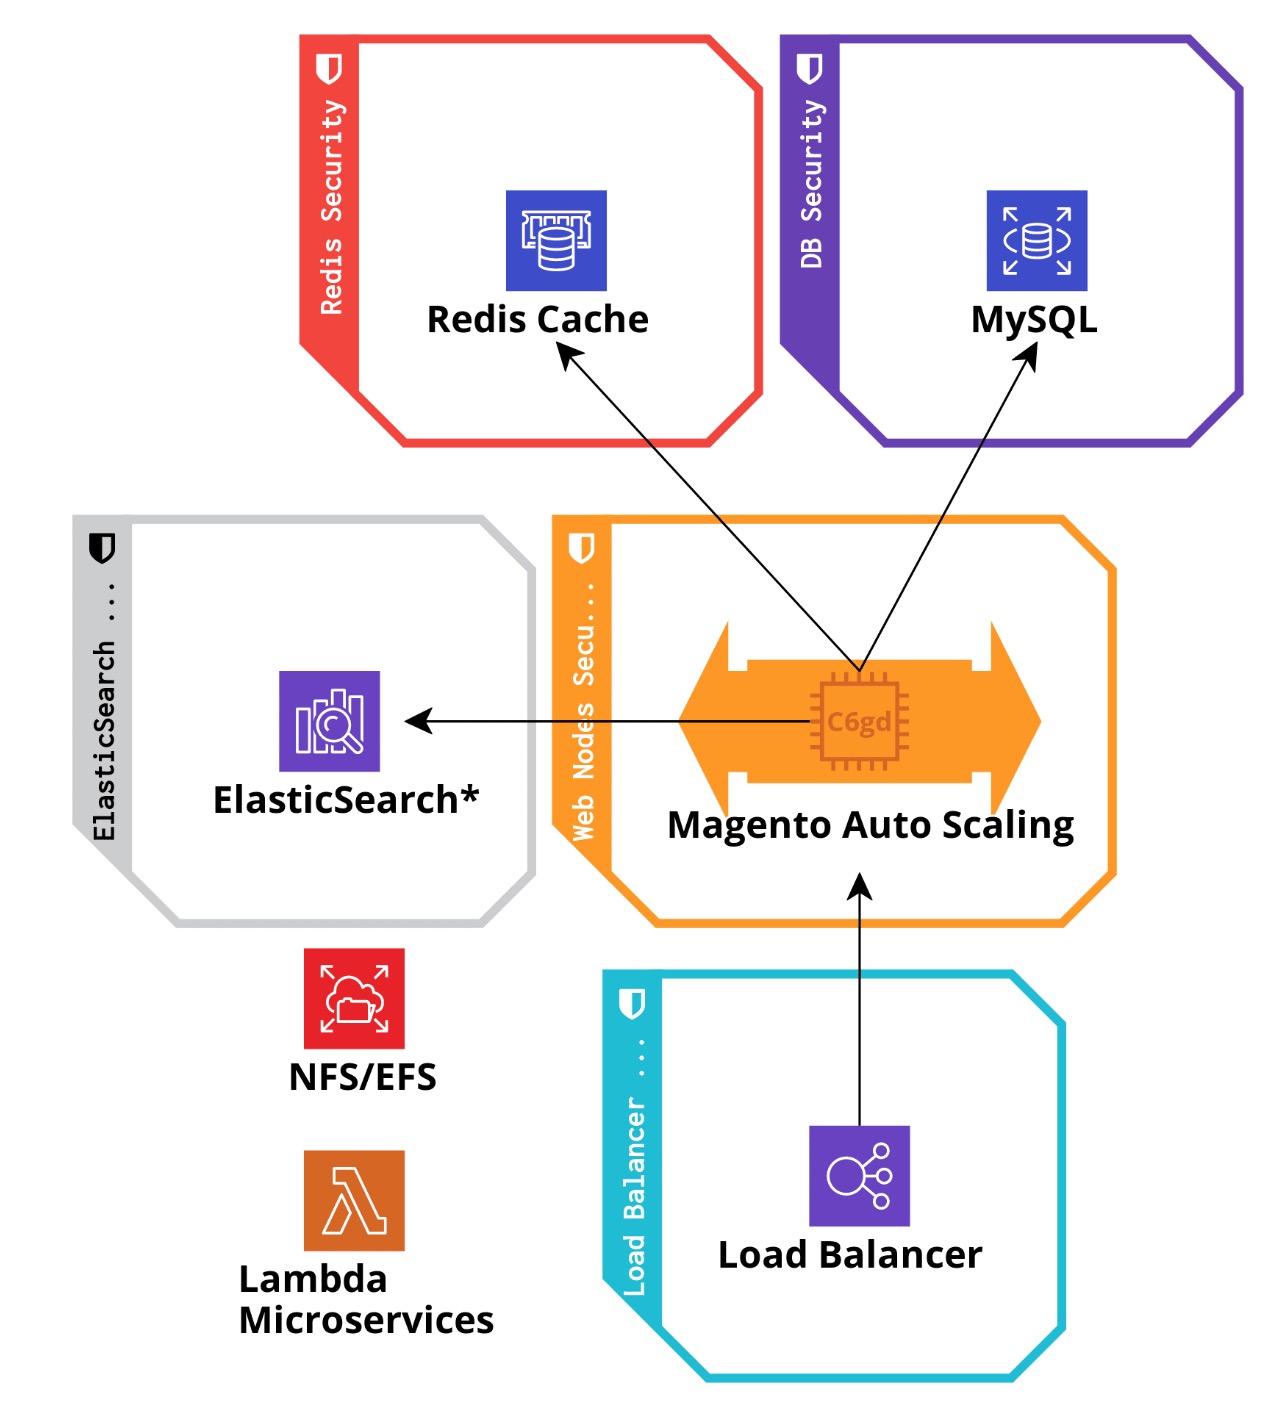 Redis Security
Redis Cache
DB Security
MySQL
ElasticSearch ...
ElasticSearch*
Web Nodes Secu...
C6gd
Magento Auto Scaling
NFS/EFS
Lambda
Microservices
Load Balancer ...
Load Balancer